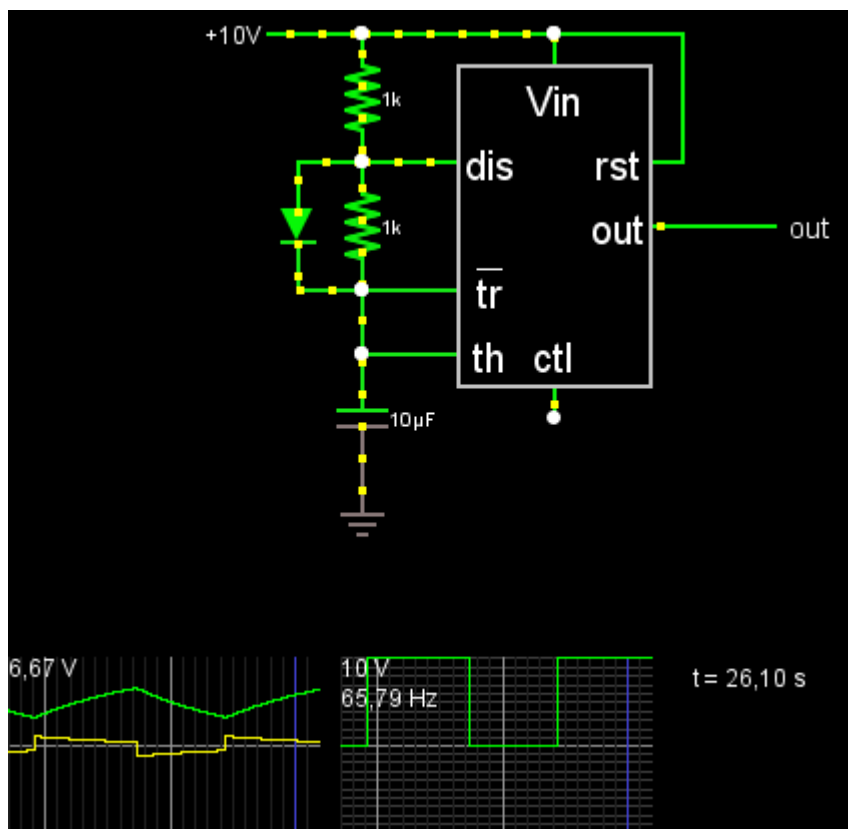 +10V
1k
Vin
dis
rst
1k
out
out
tr
th
ctl
10µF
6,67 V
10 V
65,79 Hz
t = 26,10 s